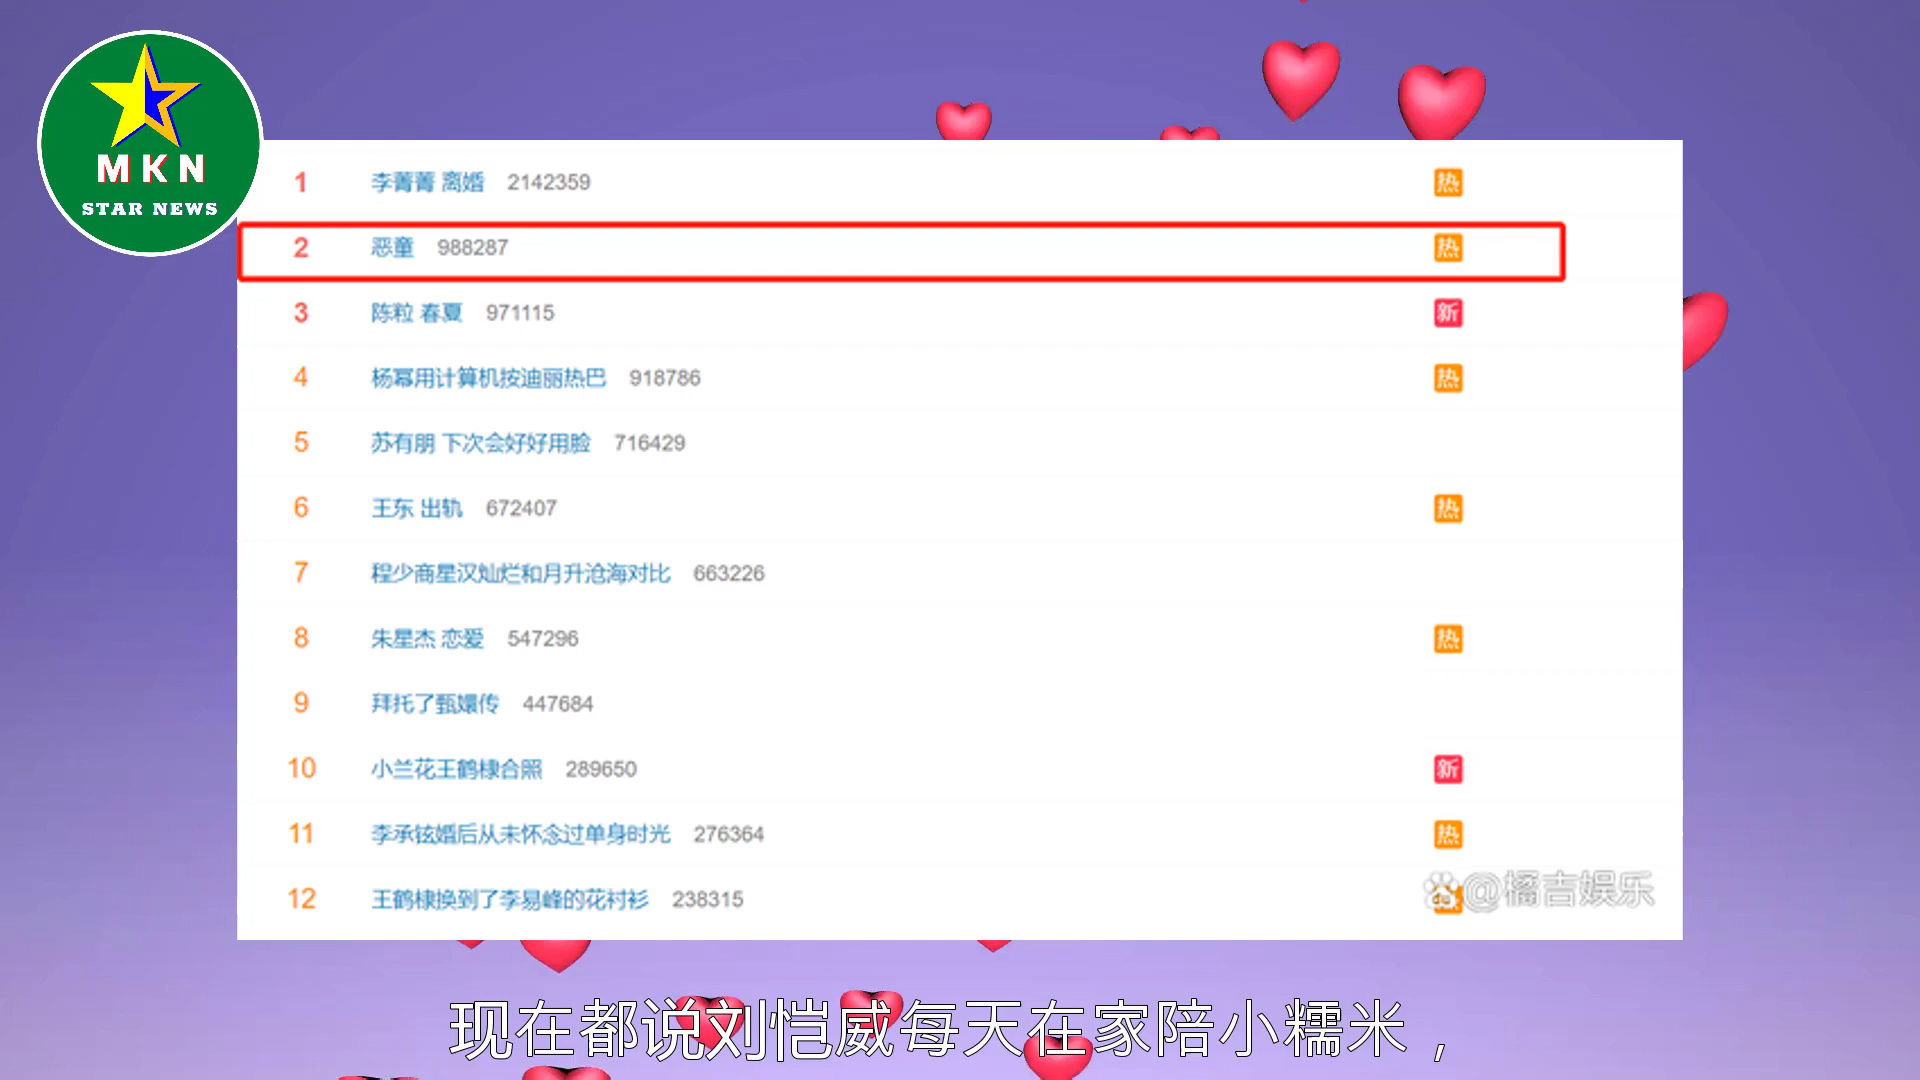 MKN
STAR NEWS
1 李菁菁 离婚 2142359 热
2 恶童 988287 热
3 陈粒 春夏 971115 新
4 杨幂用计算机按迪丽热巴 918786 热
5 苏有朋 下次会好好用脸 716429
6 王东 出轨 672407 热
7 程少商星汉灿烂和月升沧海对比 663226
8 朱星杰 恋爱 547296 热
9 拜托了甄嬛传 447684
10 小兰花王鹤棣合照 289650 新
11 李承铉婚后从未怀念过单身时光 276364 热
12 王鹤棣换到了李易峰的花衬衫 238315
du @橘吉娱乐
现在都说刘恺威每天在家陪小糯米，